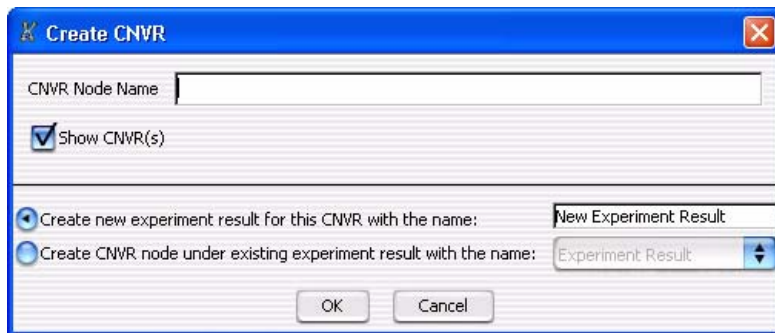 Create CNVR
CNVR Node Name
Show CNVR(s)
Create new experiment result for this CNVR with the name: New Experiment Result
Create CNVR node under existing experiment result with the name: Experiment Result
OK Cancel